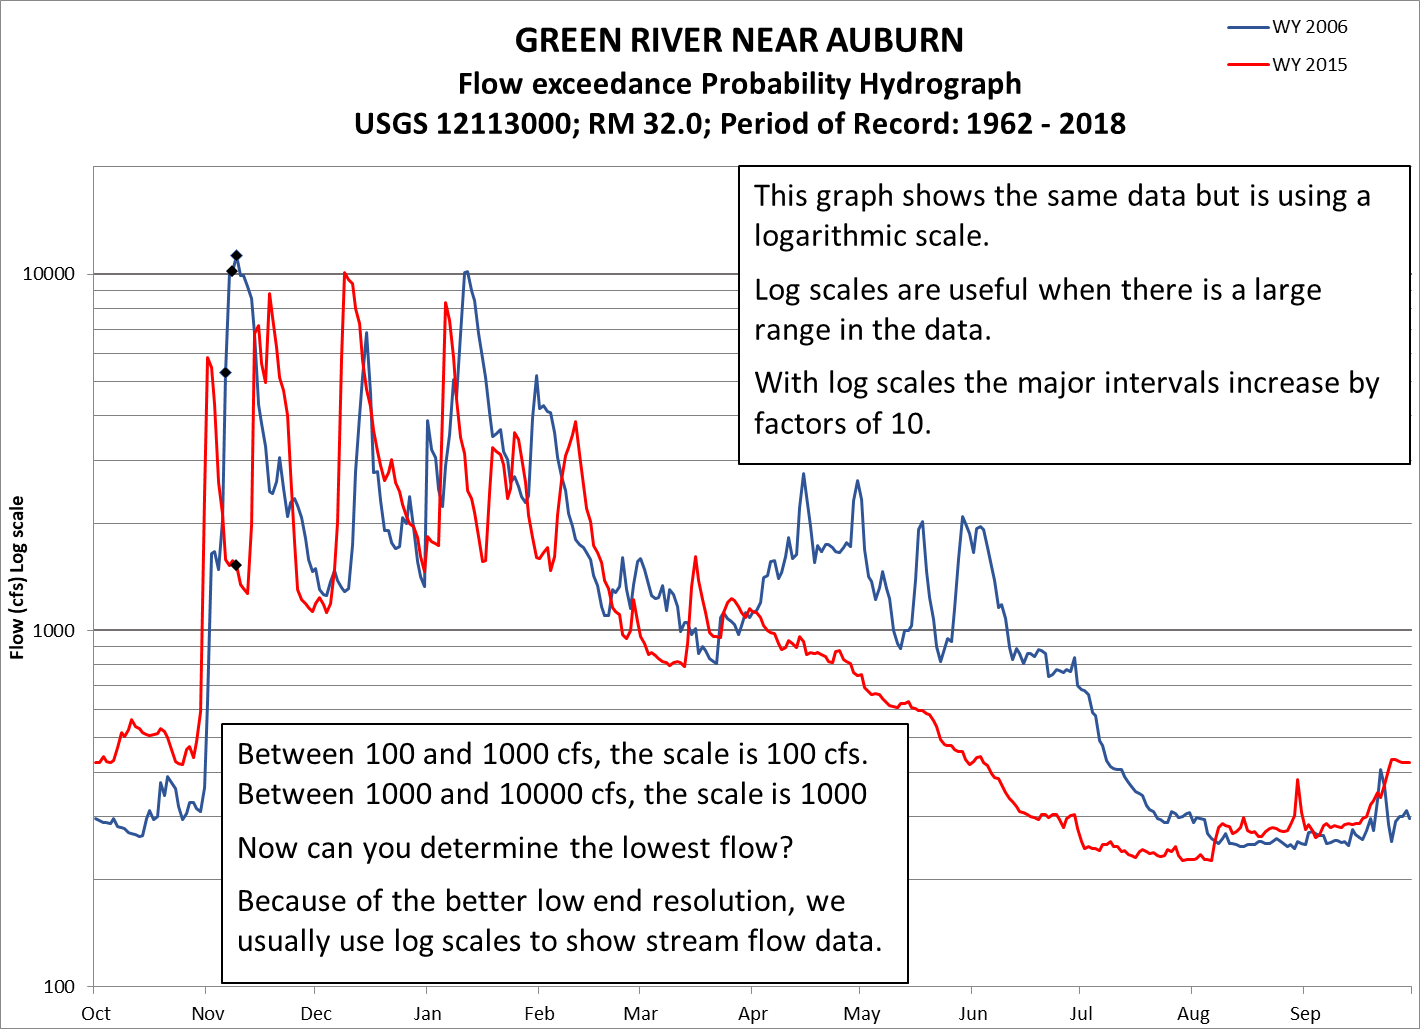 GREEN RIVER NEAR AUBURN
Flow exceedance Probability Hydrograph
USGS 12113000; RM 32.0; Period of Record: 1962 - 2018
WY 2006
WY 2015
This graph shows the same data but is using a
logarithmic scale.
Log scales are useful when there is a large
range in the data.
With log scales the major intervals increase by
factors of 10.
Flow (cfs) Log scale
10000
1000
100
Between 100 and 1000 cfs, the scale is 100 cfs.
Between 1000 and 10000 cfs, the scale is 1000
Now can you determine the lowest flow?
Because of the better low end resolution, we
usually use log scales to show stream flow data.
Oct Nov Dec Jan Feb Mar Apr May Jun Jul Aug Sep